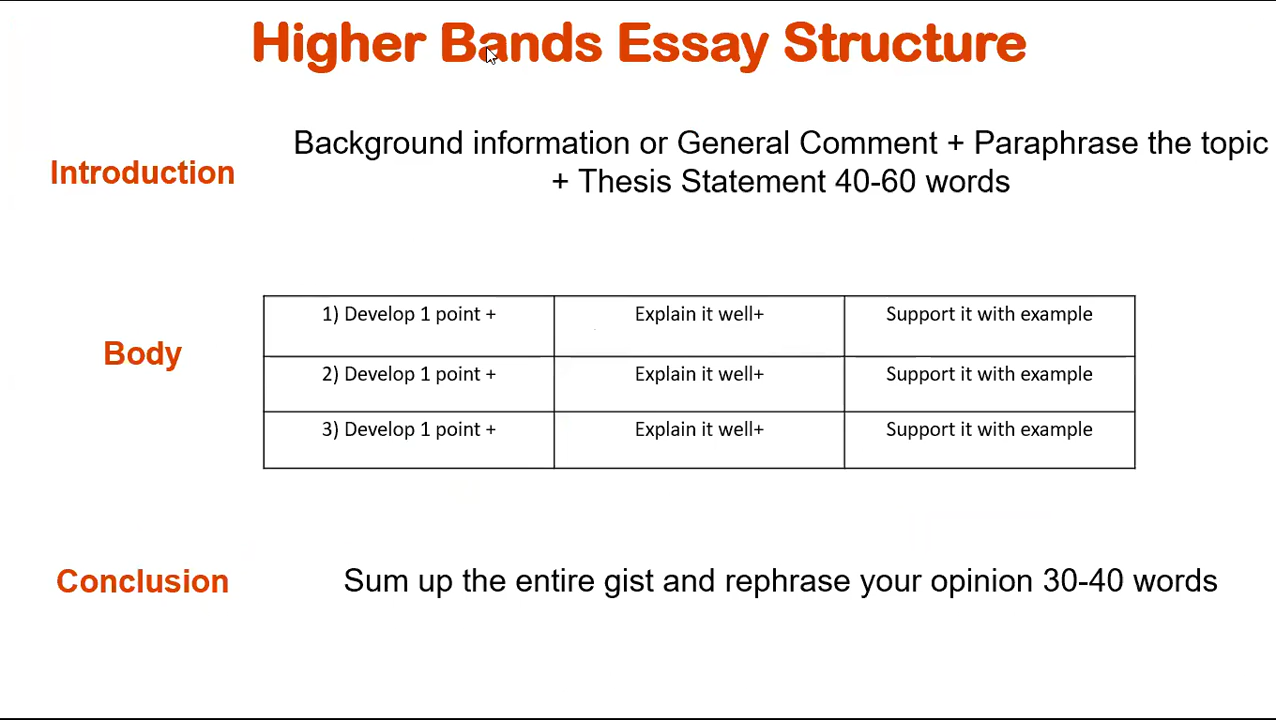 Higher Bands Essay Structure
Introduction
Background information or General Comment + Paraphrase the topic
+ Thesis Statement 40-60 words
Body
1) Develop 1 point + Explain it well+ Support it with example
2) Develop 1 point + Explain it well+ Support it with example
3) Develop 1 point + Explain it well+ Support it with example
Conclusion
Sum up the entire gist and rephrase your opinion 30-40 words